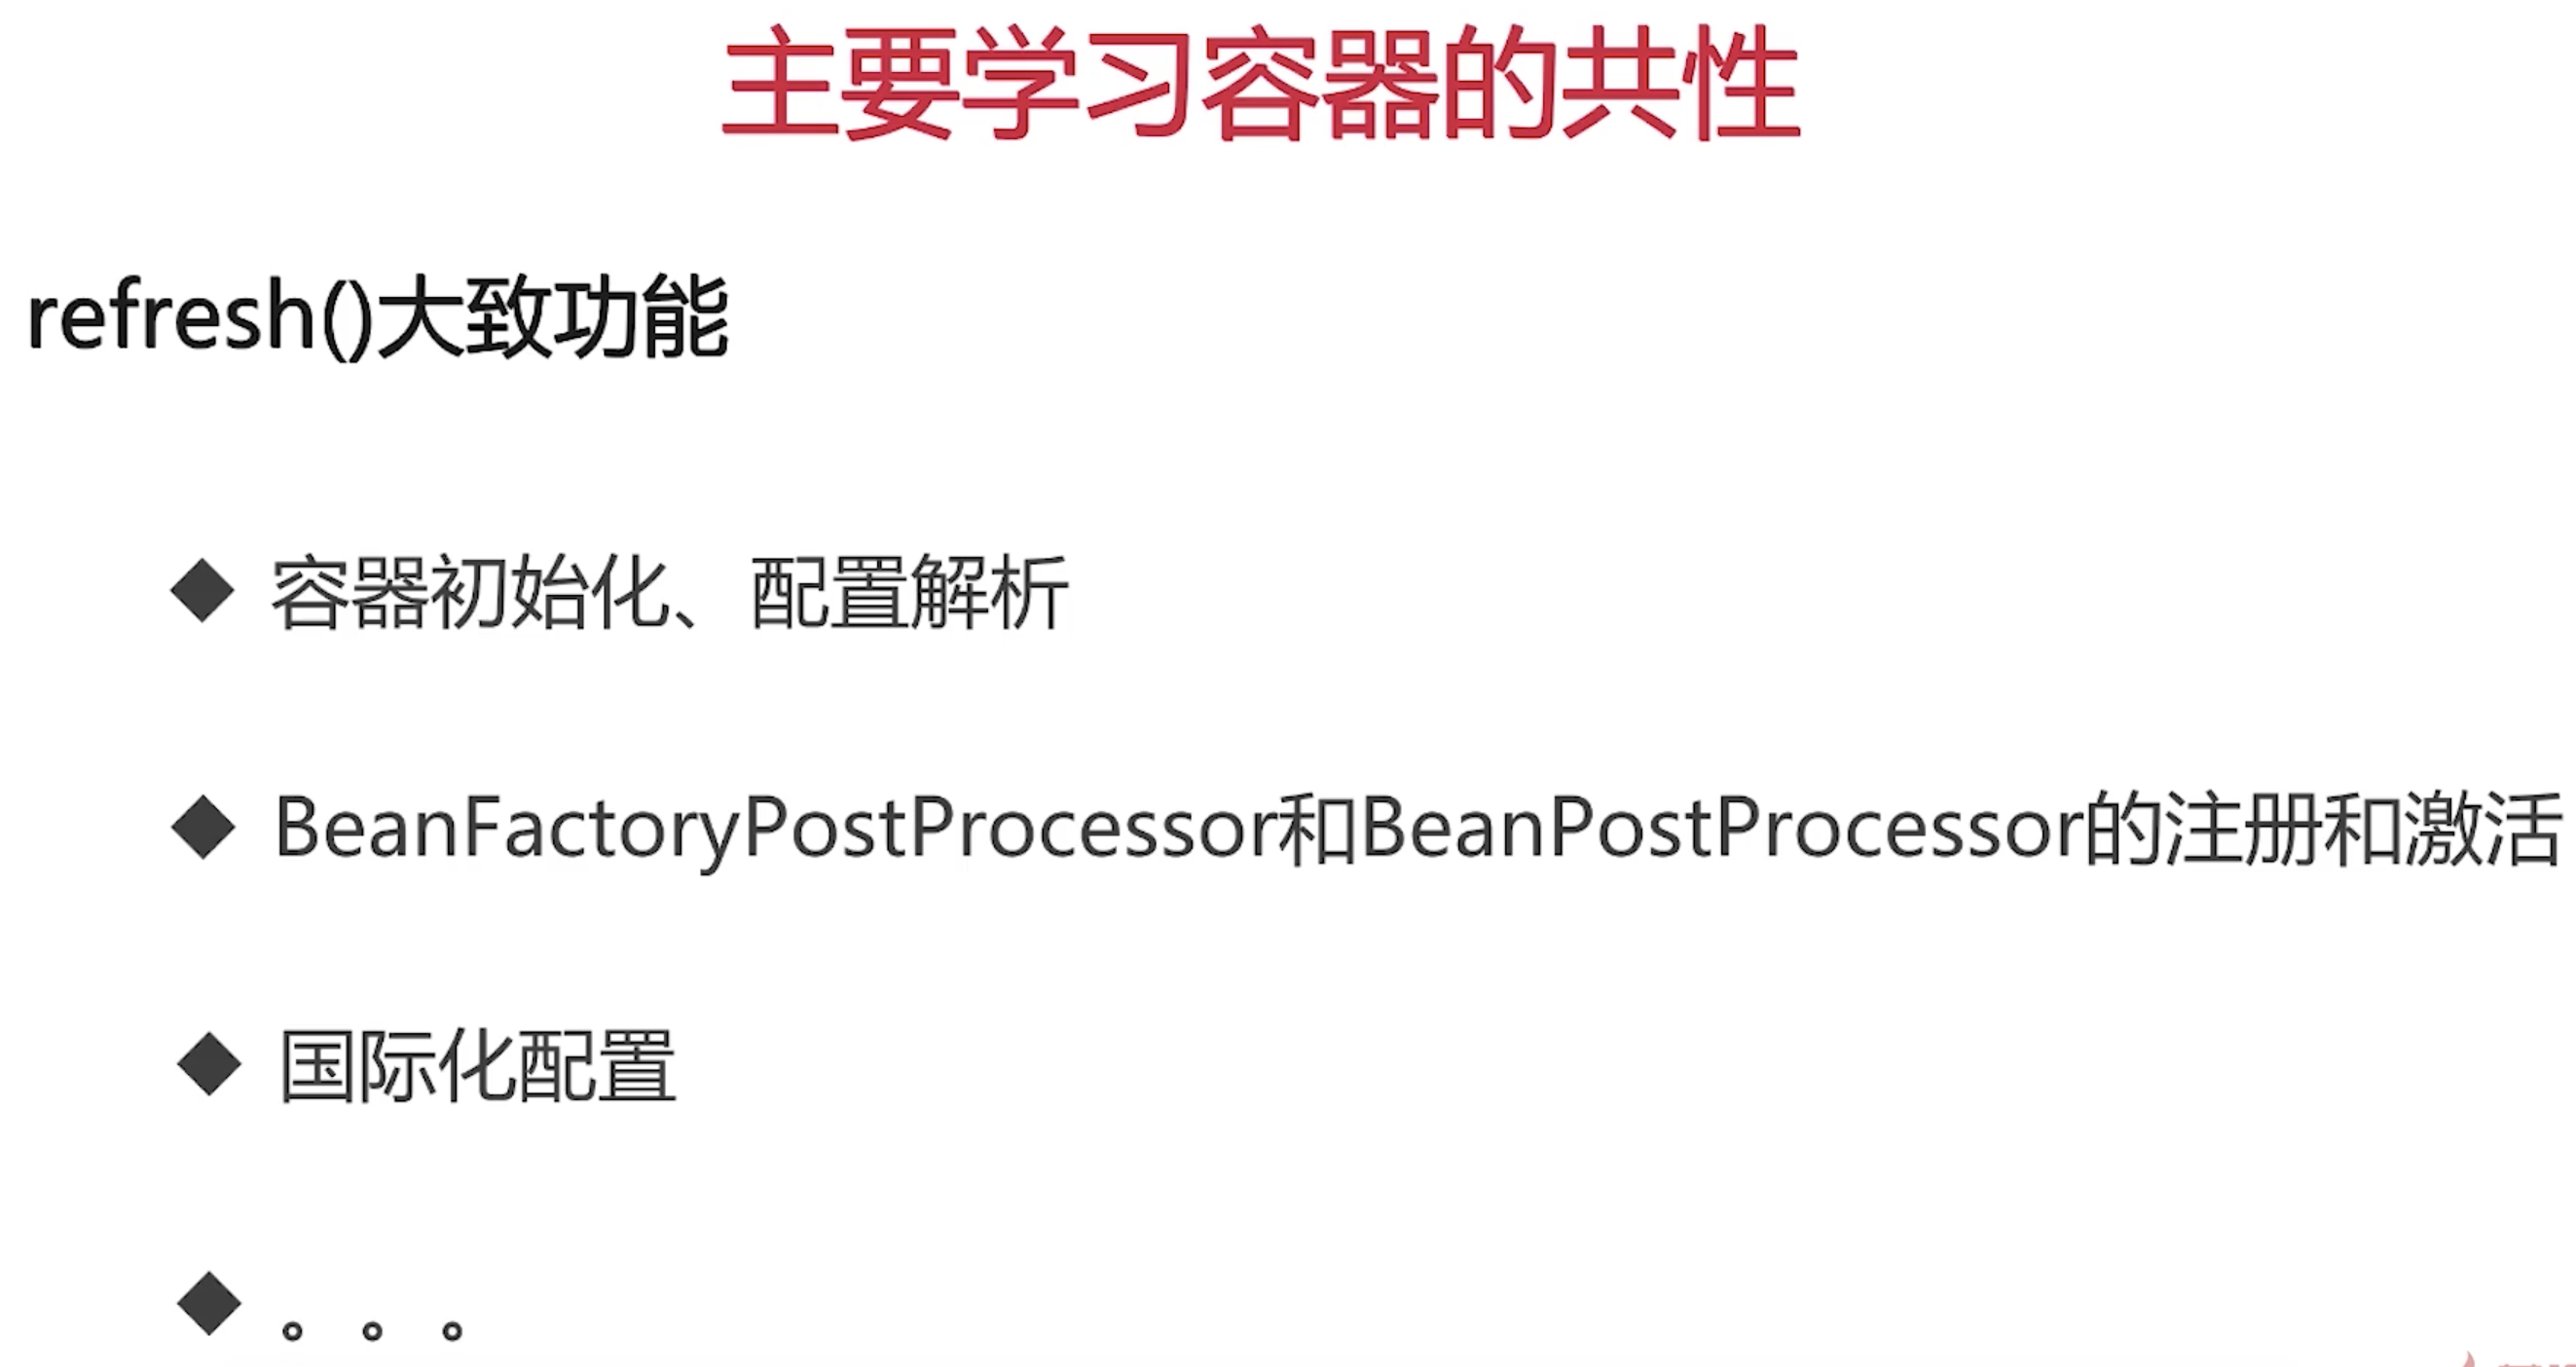 主要学习容器的共性
refresh()大致功能
◆ 容器初始化、配置解析
◆ BeanFactoryPostProcessor和BeanPostProcessor的注册和激活
◆ 国际化配置
◆ 。。。